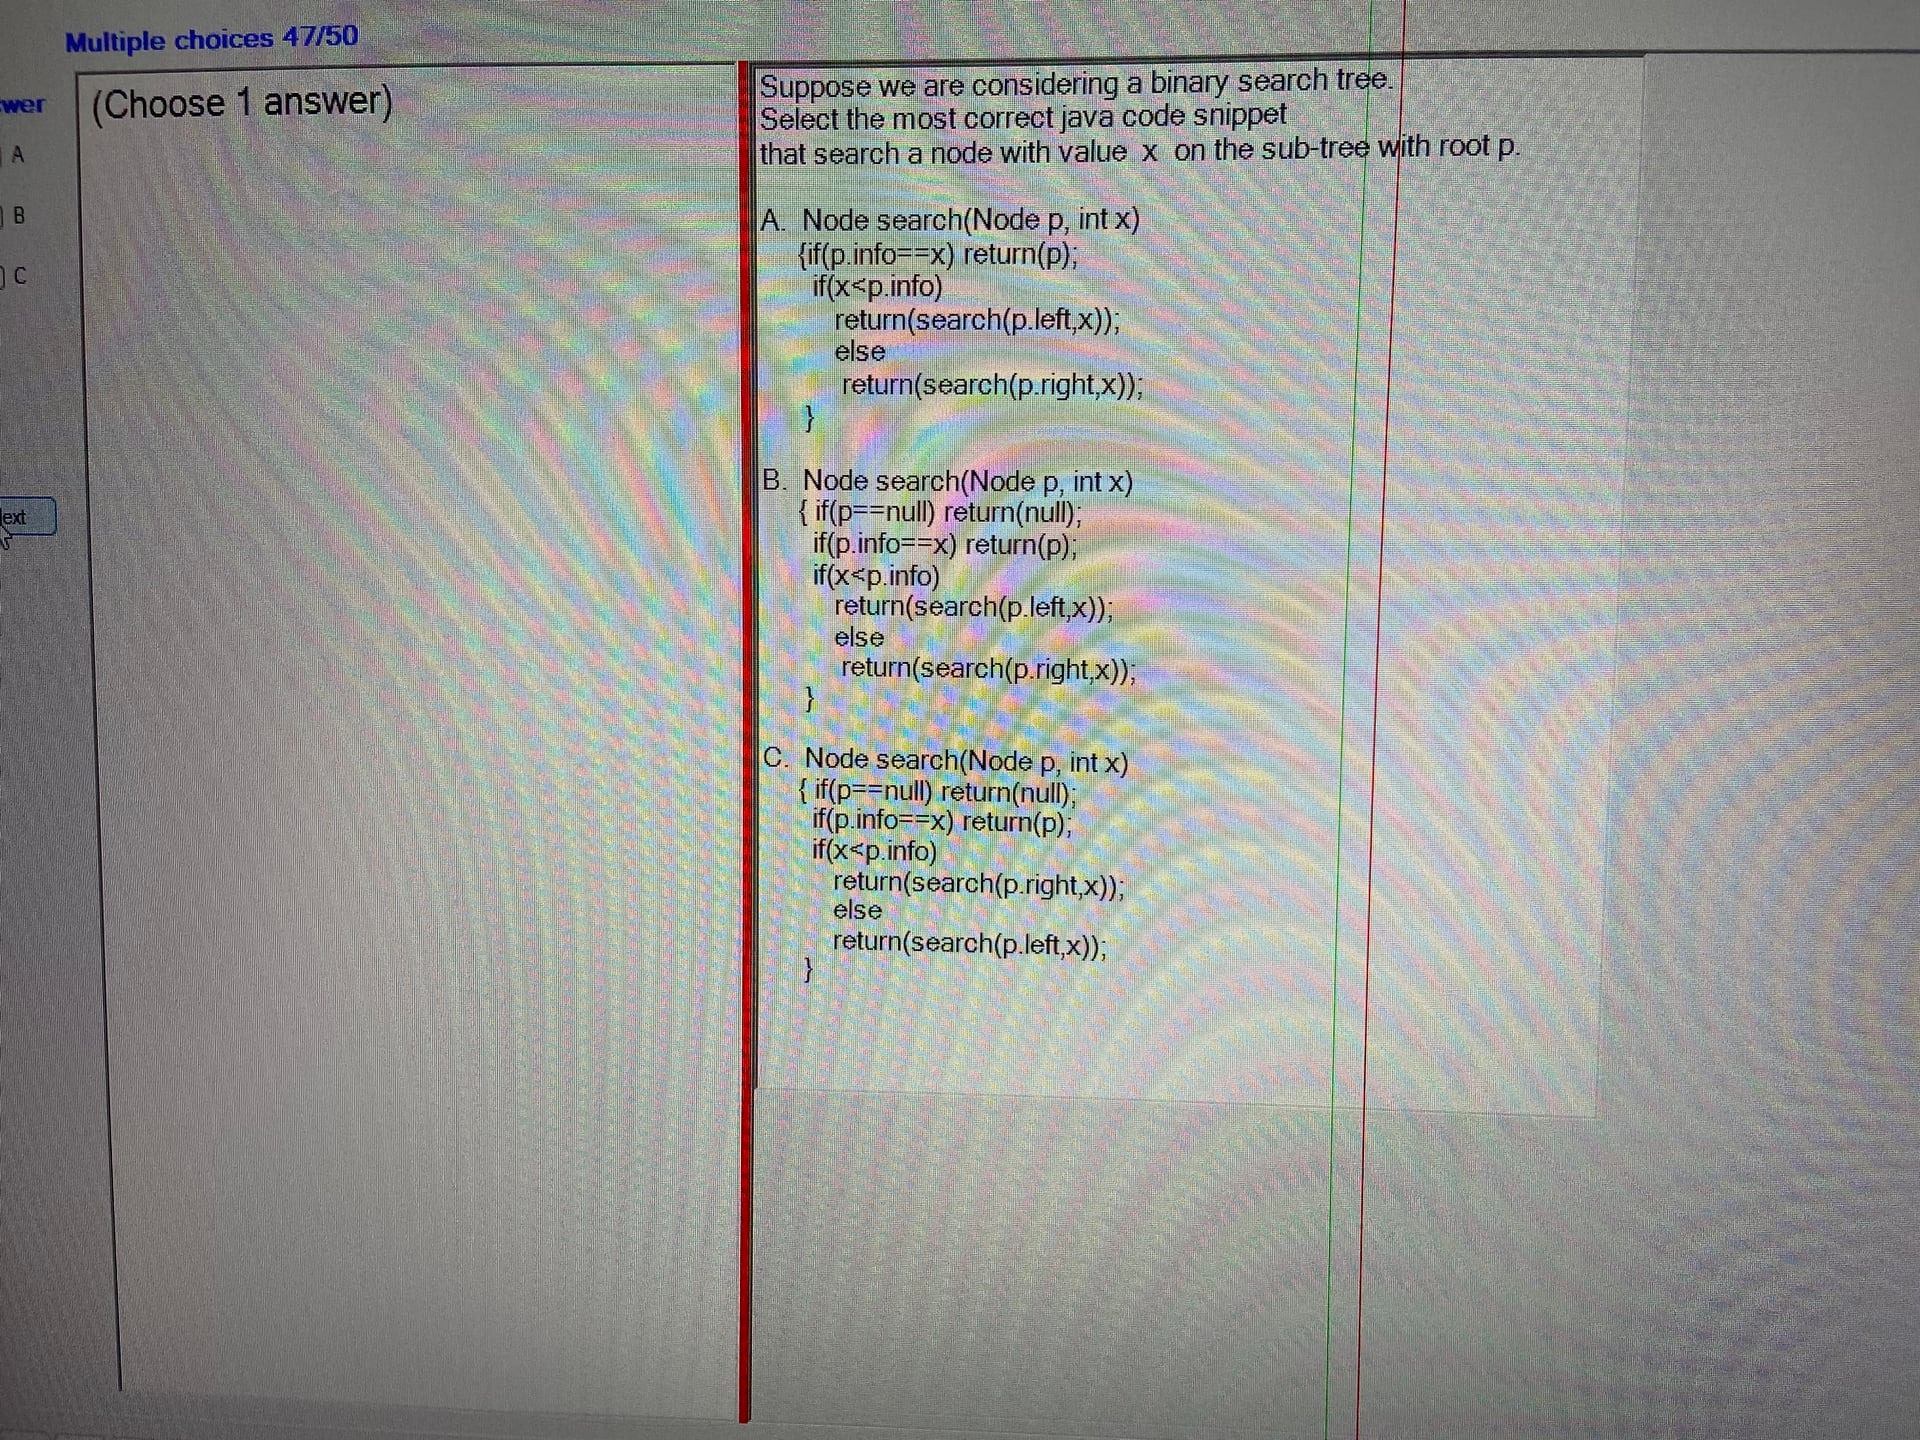 Multiple choices 47/50
wer
A
B
C
ext
(Choose 1 answer)
Suppose we are considering a binary search tree.
Select the most correct java code snippet
that search a node with value x on the sub-tree with root p.
A. Node search(Node p, int x)
{if(p.info==x) return(p);
if(x<p.info)
return(search(p.left,x));
else
return(search(p.right,x));
}
B. Node search(Node p, int x)
{ if(p==null) return(null);
if(p.info==x) return(p);
if(x<p.info)
return(search(p.left,x));
else
return(search(p.right,x));
}
C. Node search(Node p, int x)
{ if(p==null) return(null);
if(p.info==x) return(p);
if(x<p.info)
return(search(p.right,x));
else
return(search(p.left,x));
}